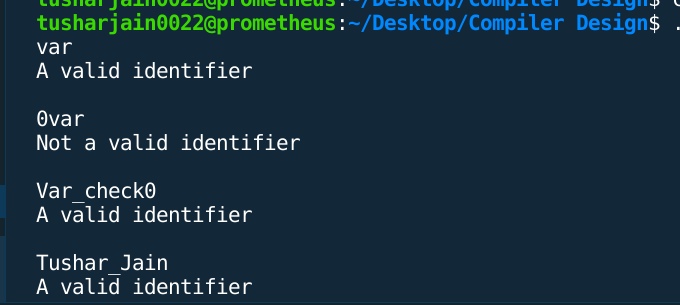 tusharjain0022@prometheus:~/Desktop/Compiler Design$
tusharjain0022@prometheus:~/Desktop/Compiler Design$ .
var
A valid identifier
0var
Not a valid identifier
Var_check0
A valid identifier
Tushar_Jain
A valid identifier